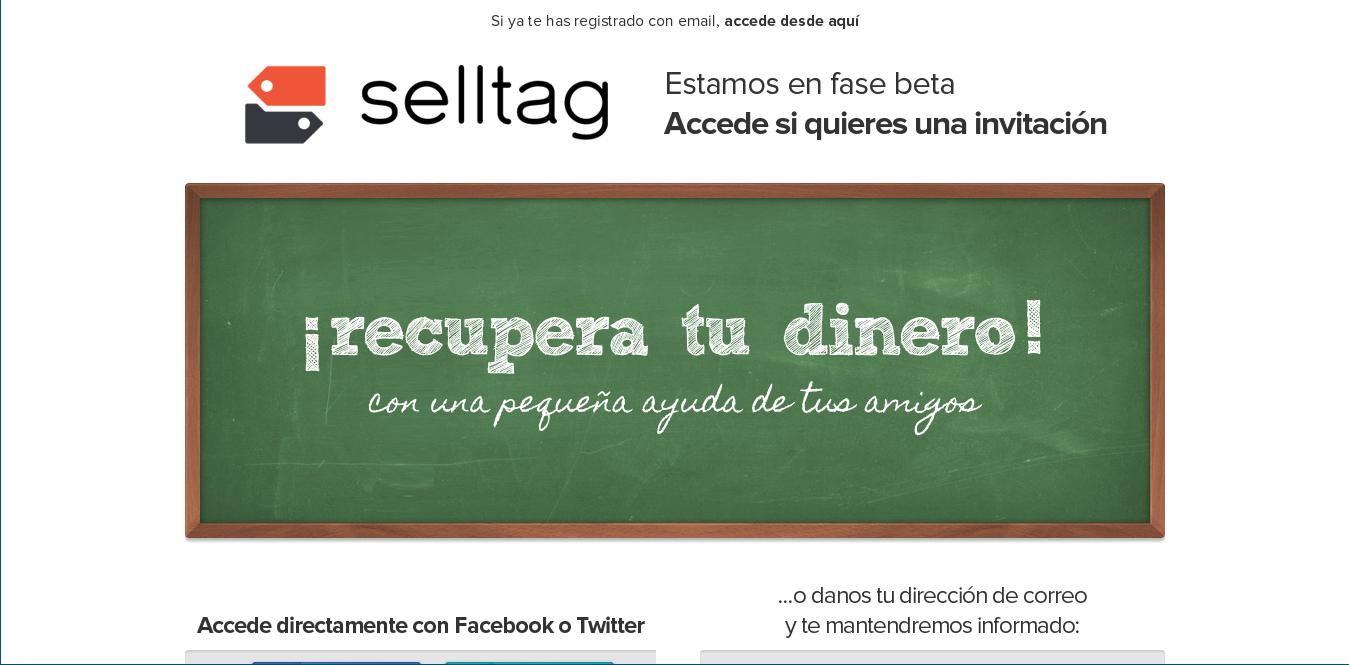 Si ya te has registrado con email, accede desde aquí
selltag
Estamos en fase beta
Accede si quieres una invitación
¡recupera tu dinero!
con una pequeña ayuda de tus amigos
Accede directamente con Facebook o Twitter
...o danos tu dirección de correo
y te mantendremos informado: